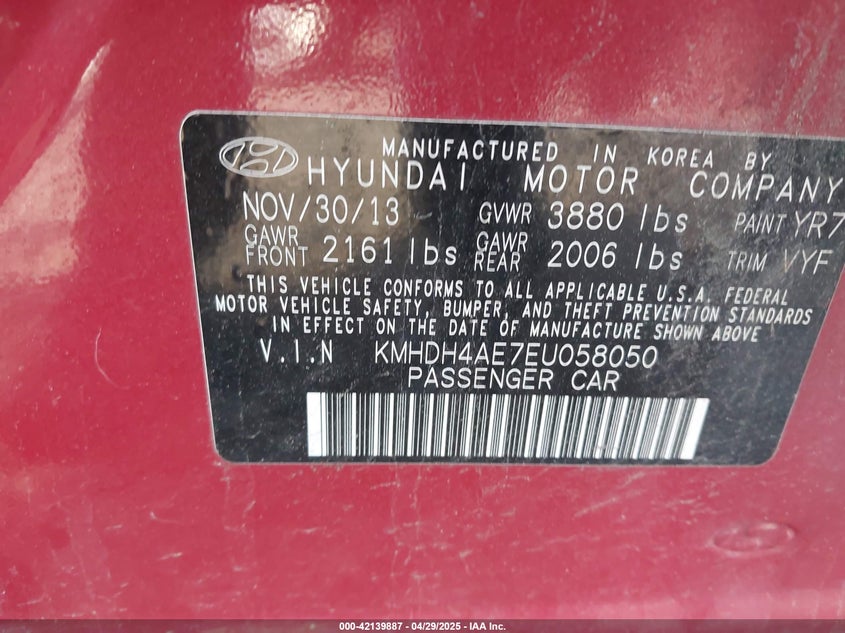 MANUFACTURED IN KOREA BY
HYUNDAI MOTOR COMPANY
NOV/30/13 GVWR 3880 lbs PAINT YR7
GAWR FRONT 2161 lbs GAWR REAR 2006 lbs TRIM VYF
THIS VEHICLE CONFORMS TO ALL APPLICABLE U.S.A. FEDERAL
MOTOR VEHICLE SAFETY, BUMPER, AND THEFT PREVENTION STANDARDS
IN EFFECT ON THE DATE OF MANUFACTURE SHOWN ABOVE
V.I.N KMHDH4AE7EU058050
PASSENGER CAR
000-42139887 - 04/29/2025 - IAA Inc.